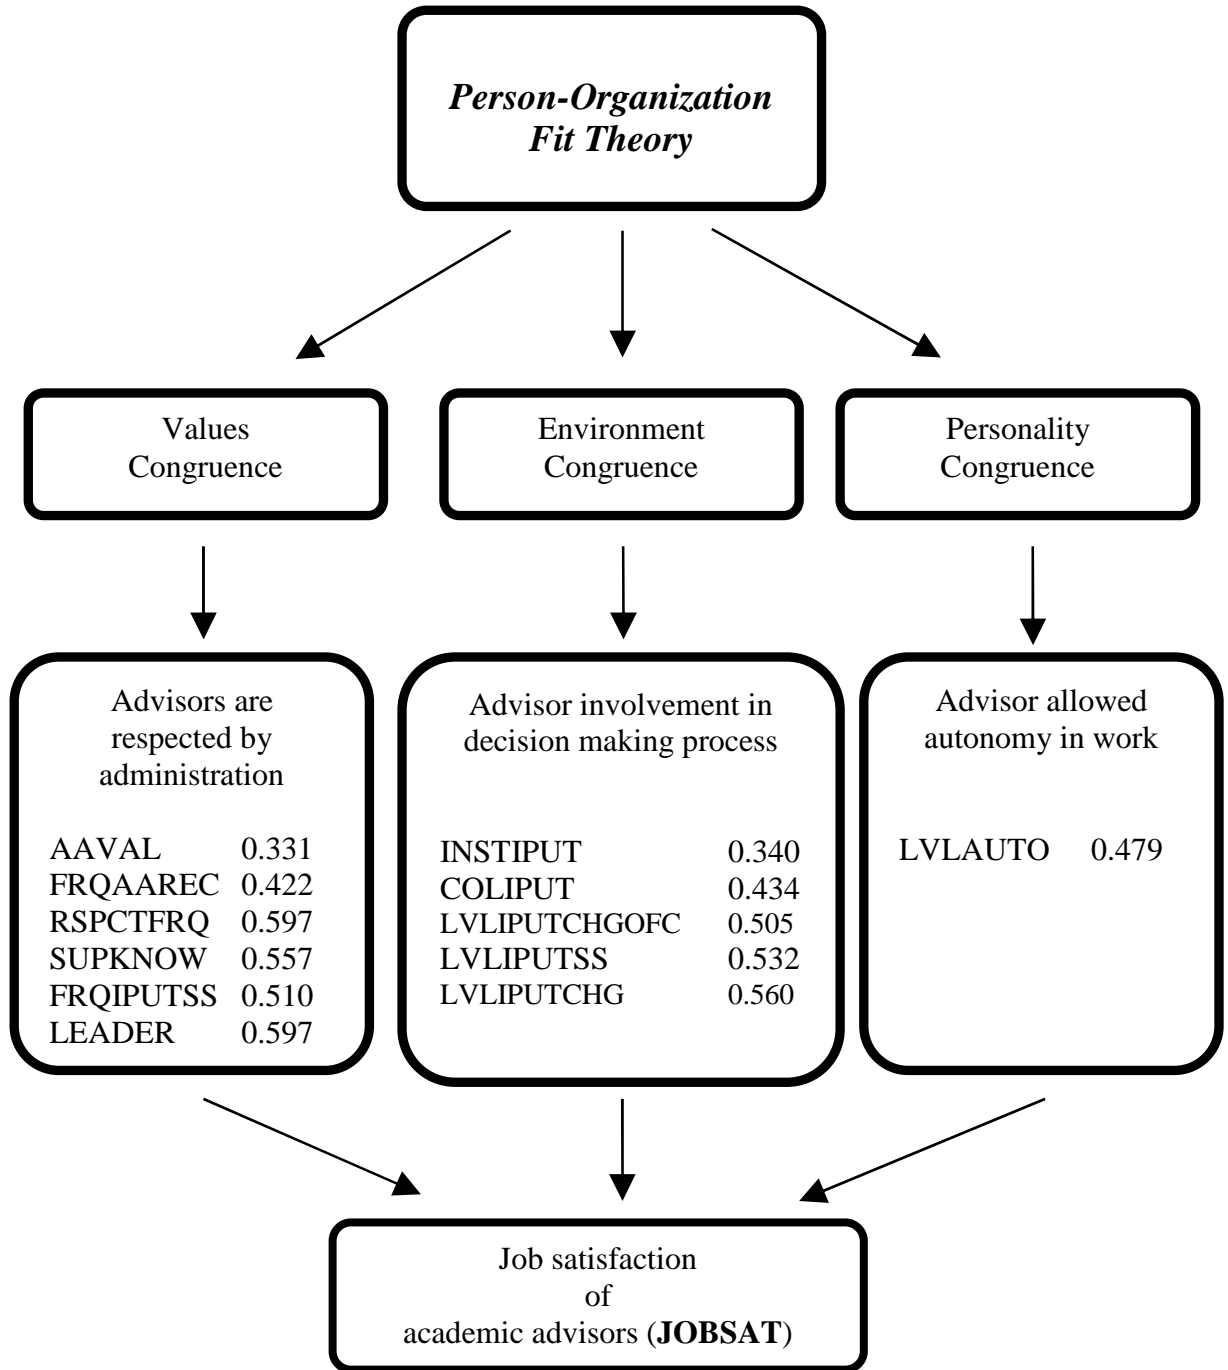 Person-Organization
Fit Theory
Values
Congruence
Environment
Congruence
Personality
Congruence
Advisors are
respected by
administration
AAVAL 0.331
FRQAAREC 0.422
RSPCTFRQ 0.597
SUPKNOW 0.557
FRQIPUTSS 0.510
LEADER 0.597
Advisor involvement in
decision making process
INSTIPUT 0.340
COLIPUT 0.434
LVLIPUTCHGOFC 0.505
LVLIPUTSS 0.532
LVLIPUTCHG 0.560
Advisor allowed
autonomy in work
LVLAUTO 0.479
Job satisfaction
of
academic advisors (JOBSAT)